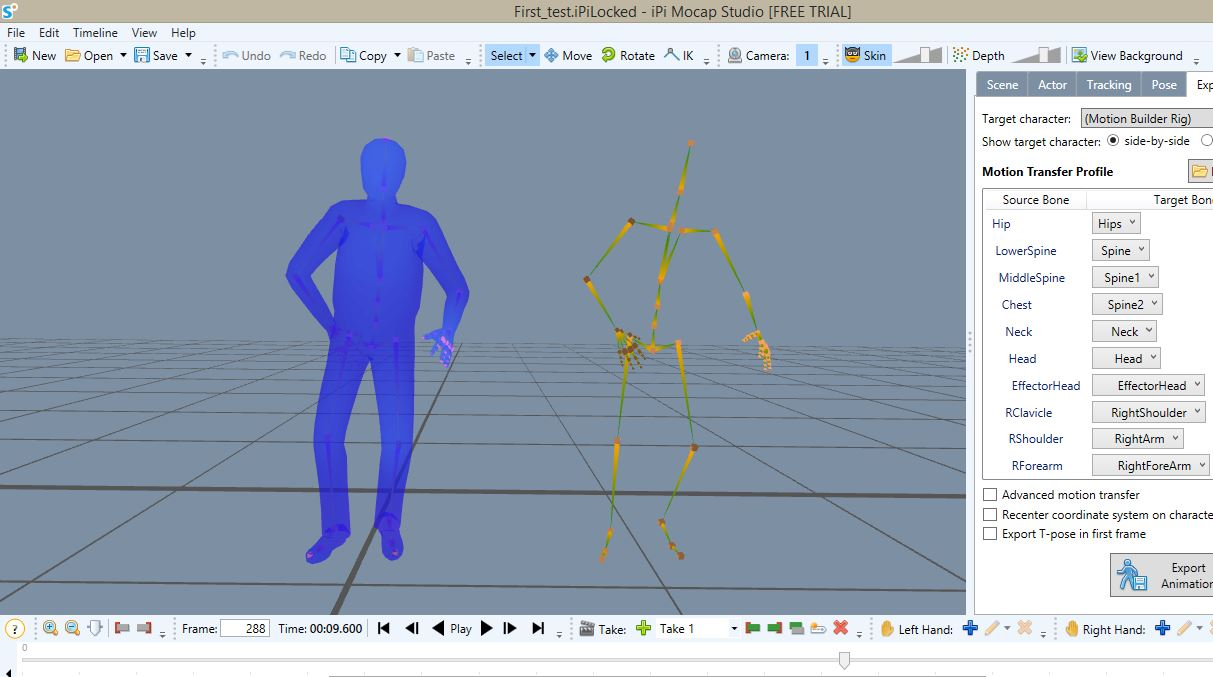 First_test.iPiLocked - iPi Mocap Studio [FREE TRIAL]
File Edit Timeline View Help
New Open Save Undo Redo Copy Paste Select Move Rotate IK Camera: 1 Skin Depth View Background
Scene Actor Tracking Pose Exp
Target character: (Motion Builder Rig)
Show target character: side-by-side
Motion Transfer Profile
Source Bone Target Bone
Hip Hips
LowerSpine Spine
MiddleSpine Spine1
Chest Spine2
Neck Neck
Head Head
EffectorHead EffectorHead
RClavicle RightShoulder
RShoulder RightArm
RForearm RightForeArm
Advanced motion transfer
Recenter coordinate system on characte
Export T-pose in first frame
Export
Animation
? Frame: 288 Time: 00:09.600 Play Take: Take 1 Left Hand: Right Hand:
0